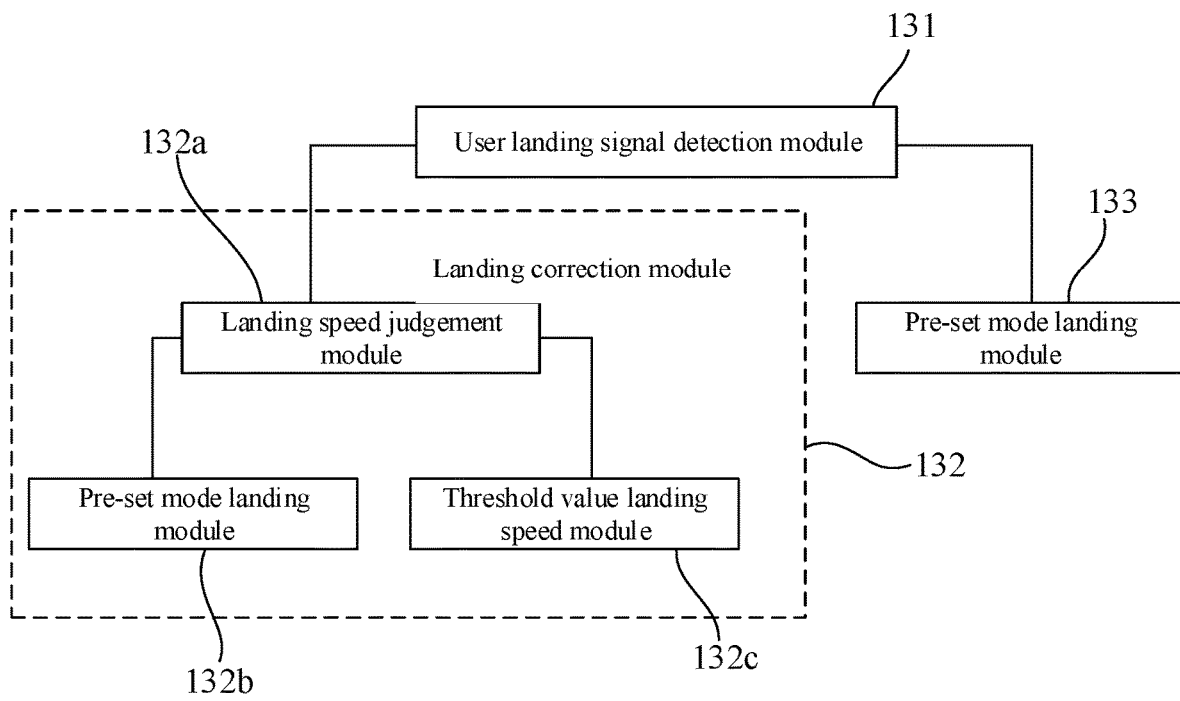 131
User landing signal detection module
132a
133
Landing correction module
Landing speed judgement
module
Pre-set mode landing
module
132
Pre-set mode landing
module
Threshold value landing
speed module
132b
132c